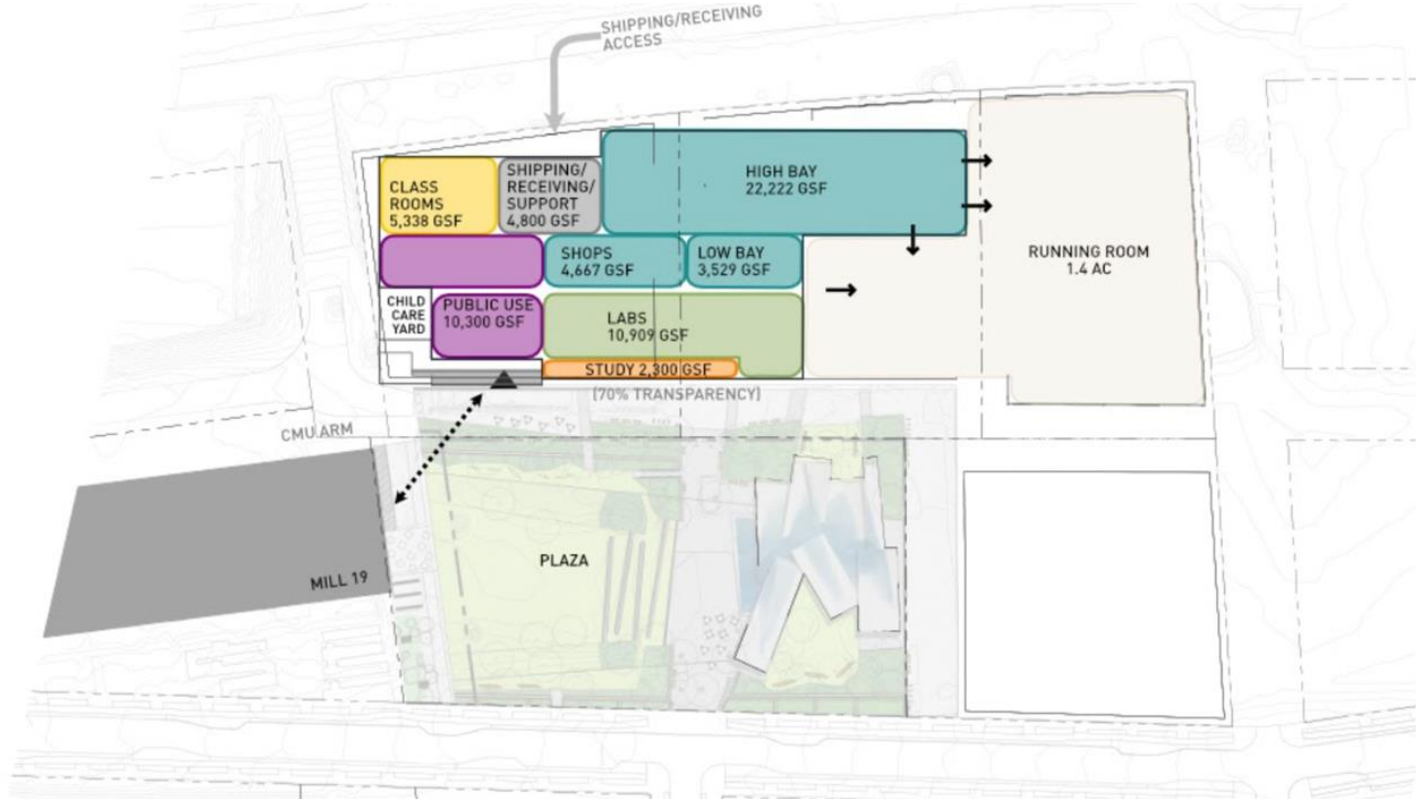 SHIPPING/RECEIVING
ACCESS
CLASS
ROOMS
5,338 GSF
SHIPPING/
RECEIVING/
SUPPORT
4,800 GSF
HIGH BAY
22,222 GSF
SHOPS
4,667 GSF
LOW BAY
3,529 GSF
RUNNING ROOM
1.4 AC
CHILD
CARE
YARD
PUBLIC USE
10,300 GSF
LABS
10,909 GSF
STUDY 2,300 GSF
(70% TRANSPARENCY)
CMU ARM
MILL 19
PLAZA